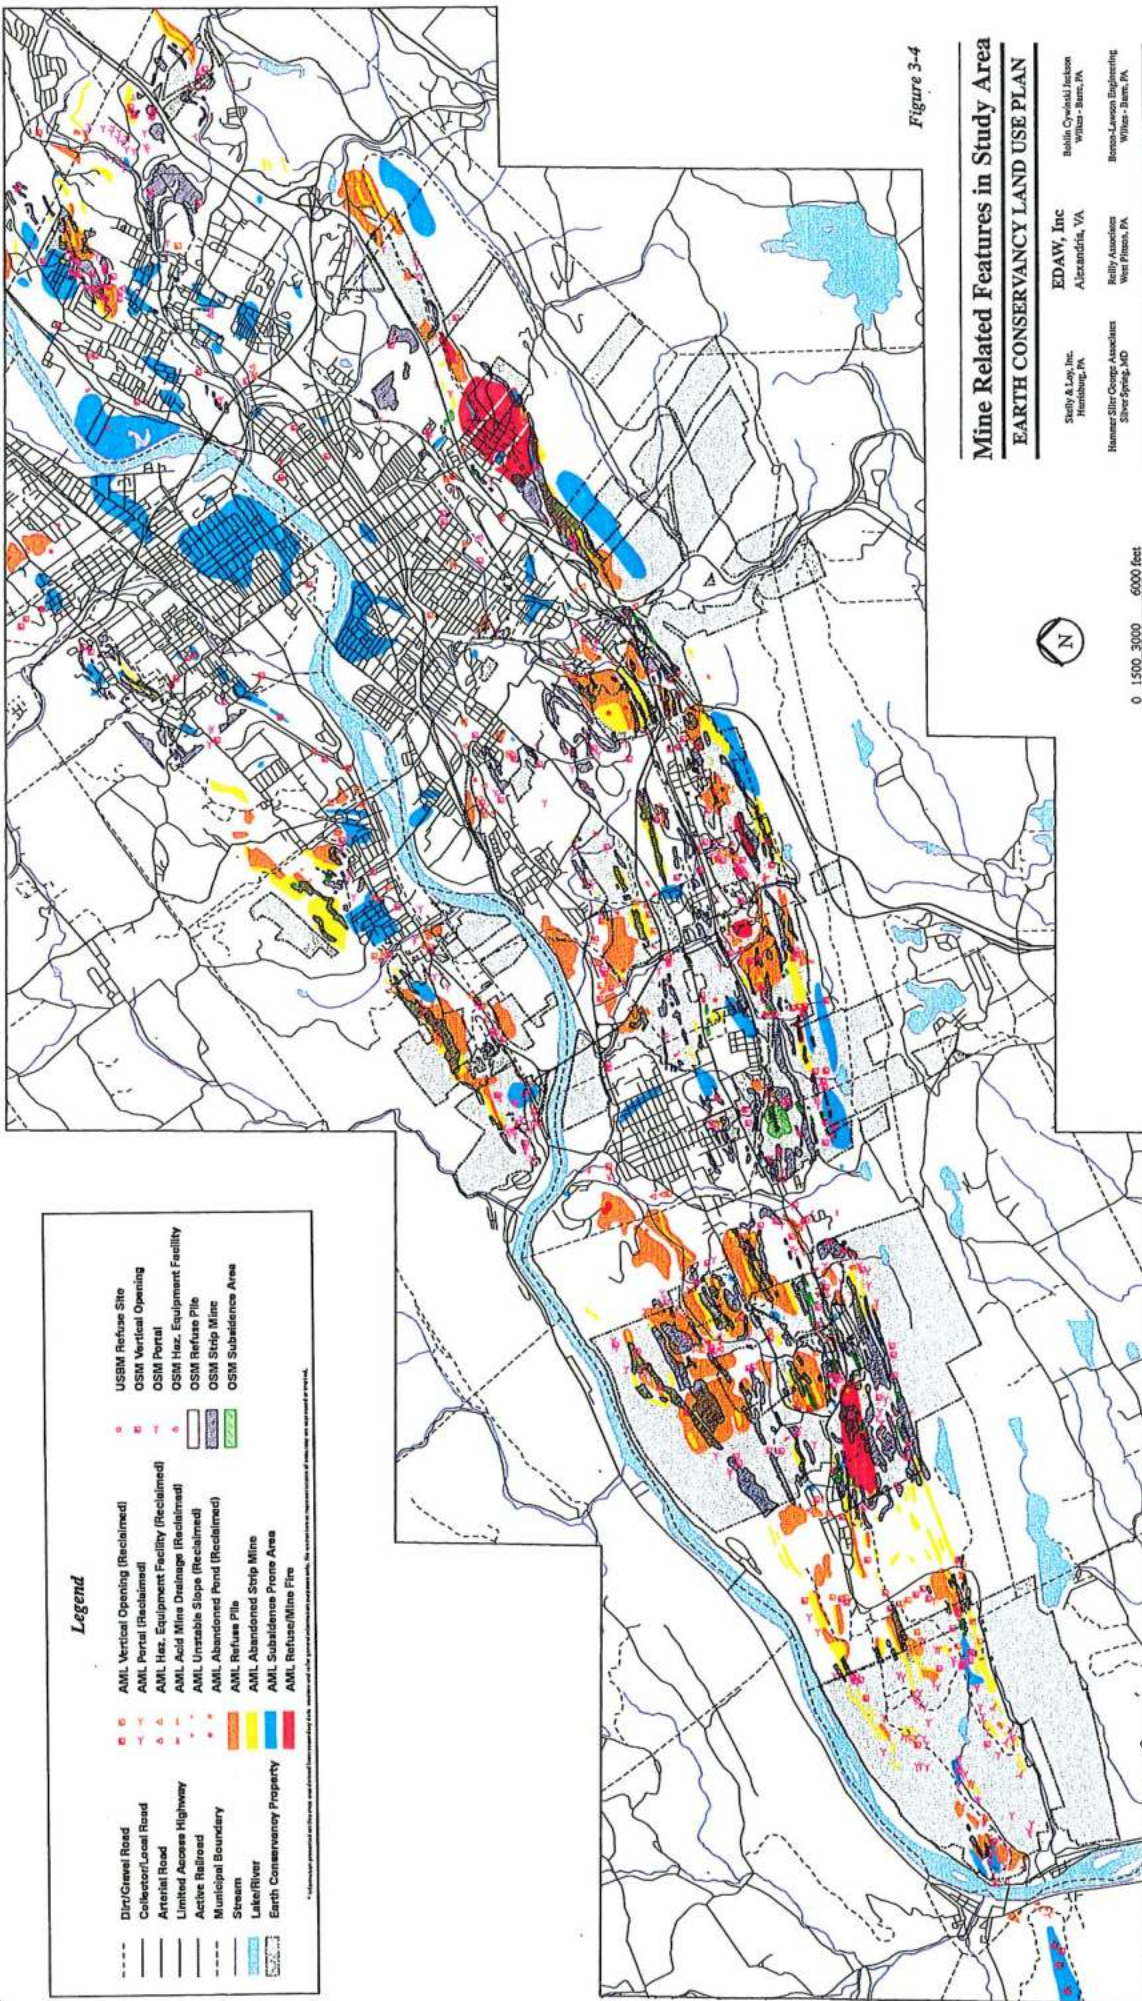 Legend
Dirt/Gravel Road
Collector/Local Road
Arterial Road
Limited Access Highway
Active Railroad
Municipal Boundary
Stream
Lake/River
Earth Conservancy Property
AML Vertical Opening (Reclaimed)
AML Portal (Reclaimed)
AML Haz. Equipment Facility (Reclaimed)
AML Acid Mine Drainage (Reclaimed)
AML Unstable Slope (Reclaimed)
AML Abandoned Pond (Reclaimed)
AML Refuse Pile
AML Abandoned Strip Mine
AML Subsidence Prone Area
AML Refuse/Mine Fire
USBM Refuse Site
OSM Vertical Opening
OSM Portal
OSM Haz. Equipment Facility
OSM Refuse Pile
OSM Strip Mine
OSM Subsidence Area
N
0 1500 3000 6000 feet
Figure 3-4
Mine Related Features in Study Area
EARTH CONSERVANCY LAND USE PLAN
EDAW, Inc
Alexandria, VA
Skelly & Loy, Inc.
Harrisburg, PA
Bohlin Cywinski Jackson
Wilkes - Barre, PA
Hammer Siler George Associates
Silver Spring, MD
Reilly Associates
West Pittston, PA
Borton-Lawson Engineering
Wilkes - Barre, PA